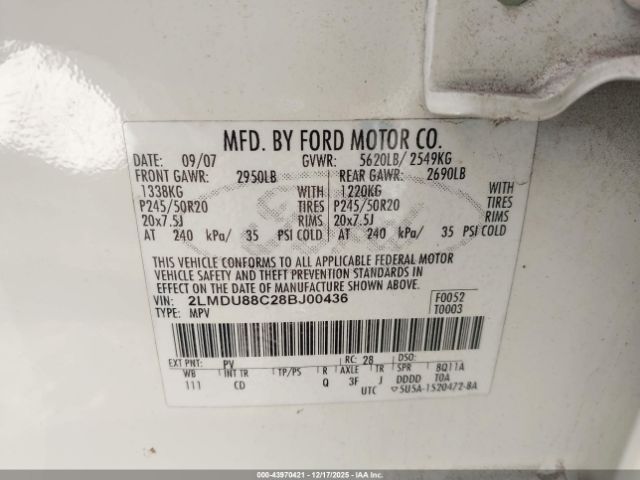 MFD. BY FORD MOTOR CO.
DATE: 09/07 GVWR: 5620LB/ 2549KG
FRONT GAWR: 2950LB REAR GAWR: 2690LB
1338KG WITH 1220KG WITH
P245/50R20 TIRES P245/50R20 TIRES
20x7.5J RIMS 20x7.5J RIMS
AT 240 kPa/ 35 PSI COLD AT 240 kPa/ 35 PSI COLD
THIS VEHICLE CONFORMS TO ALL APPLICABLE FEDERAL MOTOR
VEHICLE SAFETY AND THEFT PREVENTION STANDARDS IN
EFFECT ON THE DATE OF MANUFACTURE SHOWN ABOVE.
VIN: 2LMDU88C28BJ00436 F0052
TYPE: MPV T0003
EXT PNT: PV RC: 28 DSO:
WB INT TR TP/PS R AXLE TR SPR 8Q11A
111 CD Q 3F J DDDD TOA
UTC 5U5A-1520472-BA
000-43970421 - 12/17/2025 - IAAI.COM